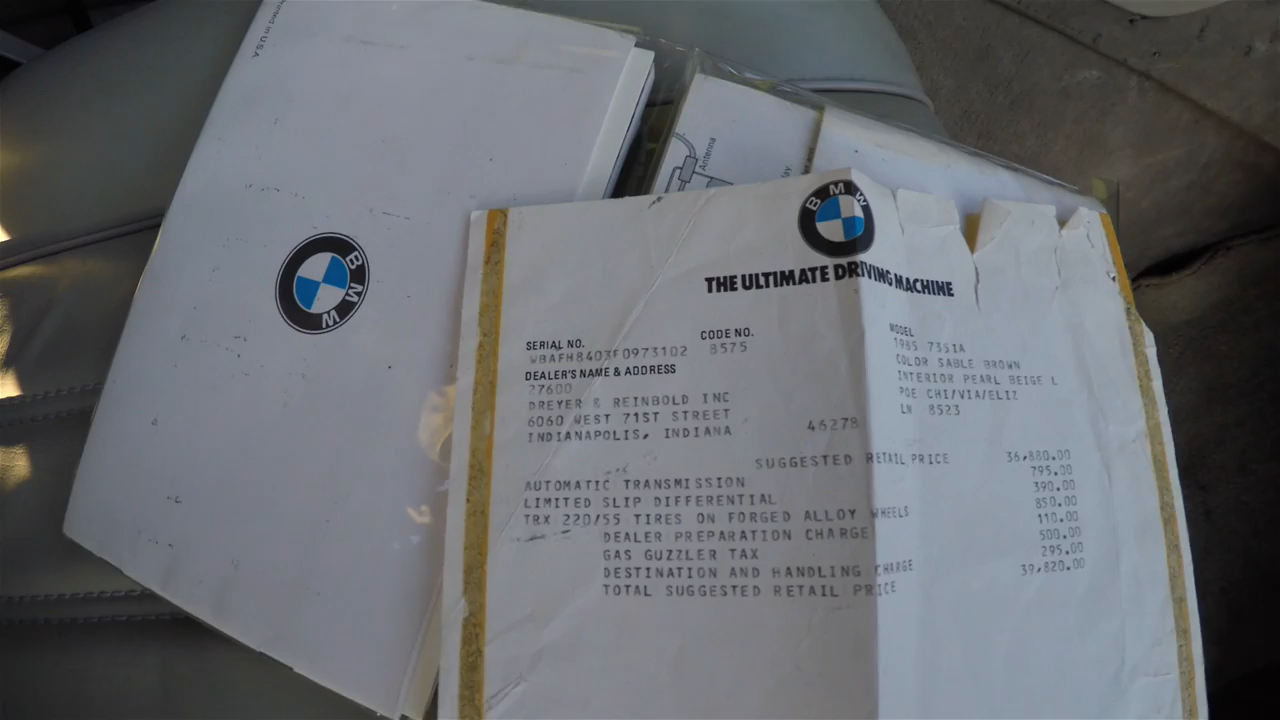 Printed in U.S.A.
BMW
Antenna
BMW
THE ULTIMATE DRIVING MACHINE
SERIAL NO. CODE NO.
WBAFH8403F0973102 8575
DEALER'S NAME & ADDRESS
27600
DREYER & REINBOLD INC
6060 WEST 71ST STREET
INDIANAPOLIS, INDIANA 46278
MODEL
1985 735IA
COLOR SABLE BROWN
INTERIOR PEARL BEIGE L
POE CHI/VIA/ELIZ
LN 8523
SUGGESTED RETAIL PRICE 36,880.00
AUTOMATIC TRANSMISSION 795.00
LIMITED SLIP DIFFERENTIAL 390.00
TRX 220/55 TIRES ON FORGED ALLOY WHEELS 850.00
DEALER PREPARATION CHARGE 110.00
GAS GUZZLER TAX 500.00
DESTINATION AND HANDLING CHARGE 295.00
TOTAL SUGGESTED RETAIL PRICE 39,820.00